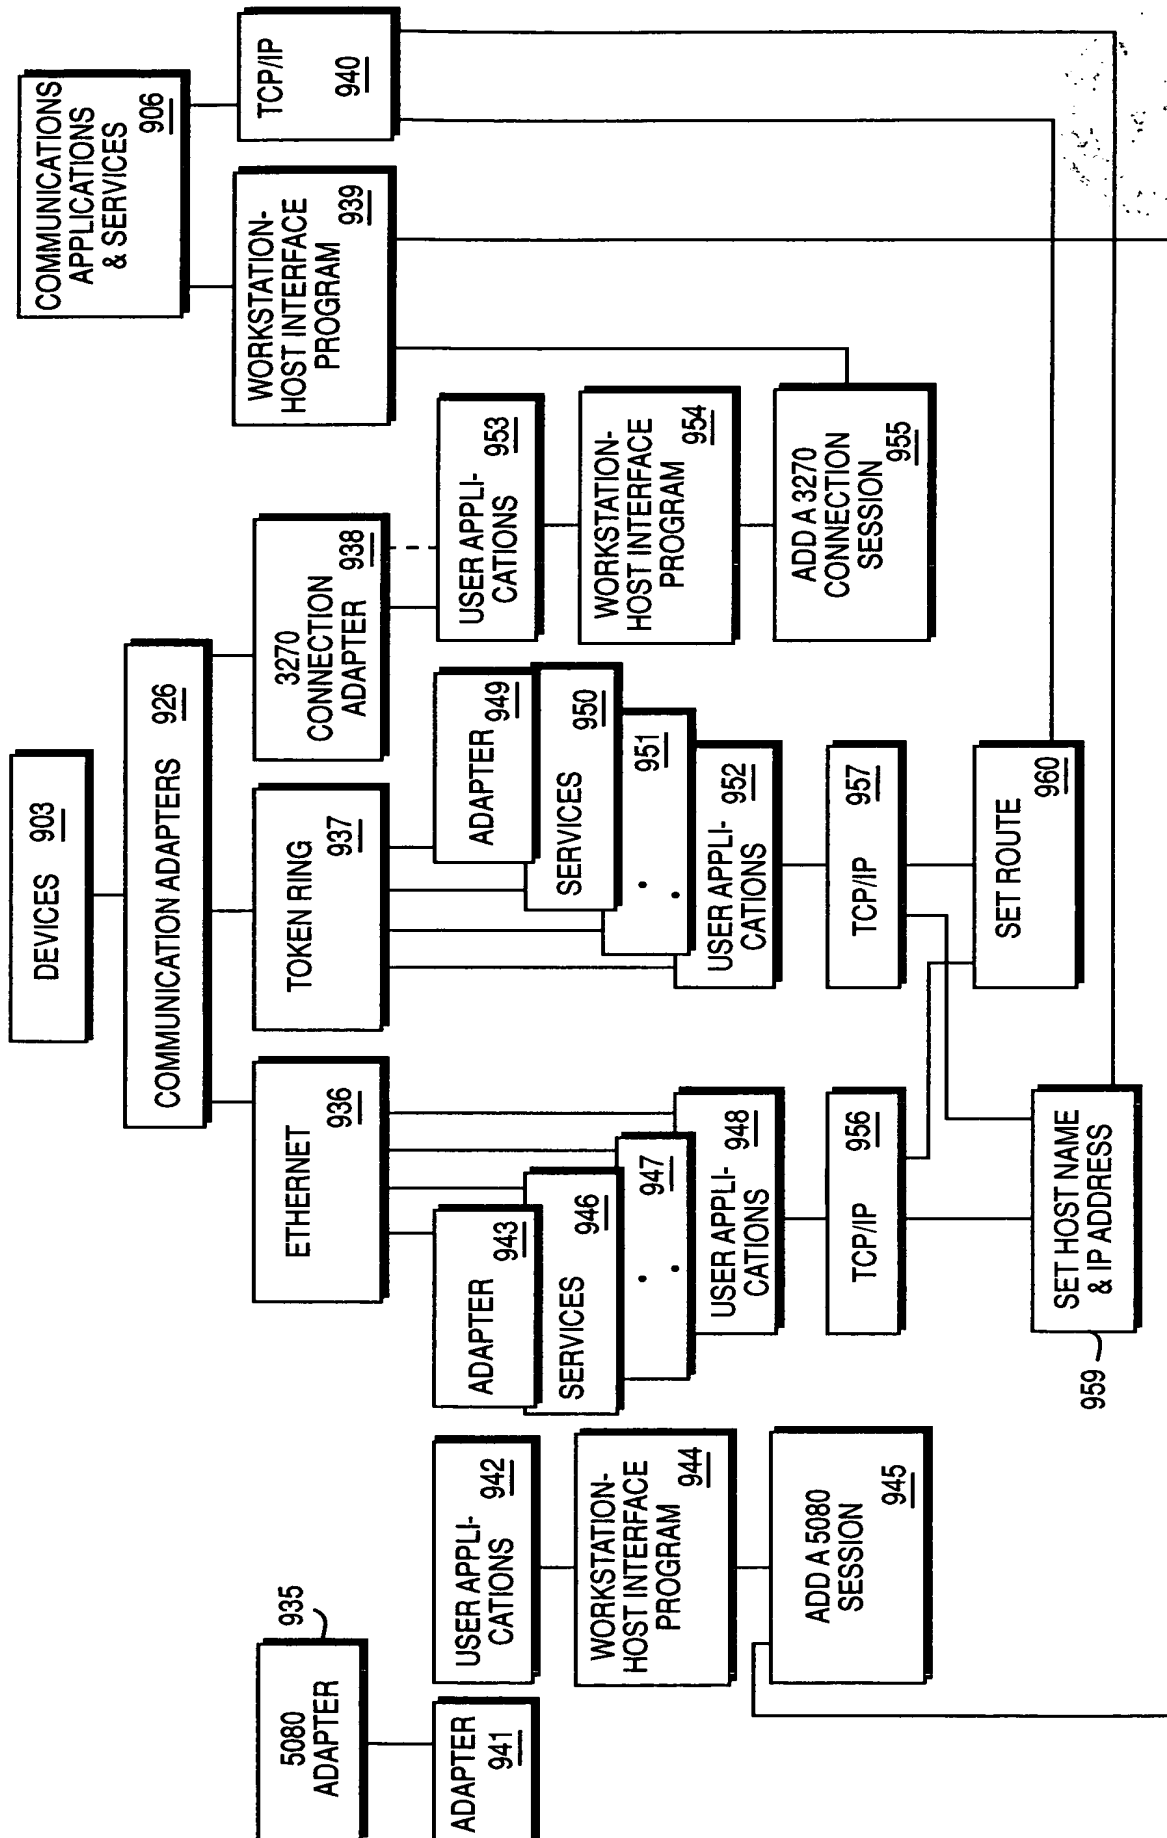 DEVICES 903
COMMUNICATIONS
APPLICATIONS
& SERVICES
906
COMMUNICATION ADAPTERS 926
5080
ADAPTER
935
ETHERNET
936
TOKEN RING
937
3270
CONNECTION
ADAPTER
938
WORKSTATION-
HOST INTERFACE
PROGRAM
939
TCP/IP
940
ADAPTER
941
USER APPLI-
CATIONS
942
ADAPTER
943
SERVICES
946
947
USER APPLI-
CATIONS
948
ADAPTER
949
SERVICES
950
951
USER APPLI-
CATIONS
952
USER APPLI-
CATIONS
953
WORKSTATION-
HOST INTERFACE
PROGRAM
944
WORKSTATION-
HOST INTERFACE
PROGRAM
954
ADD A 5080
SESSION
945
TCP/IP
956
TCP/IP
957
ADD A 3270
CONNECTION
SESSION
955
SET ROUTE
960
SET HOST NAME
& IP ADDRESS
959